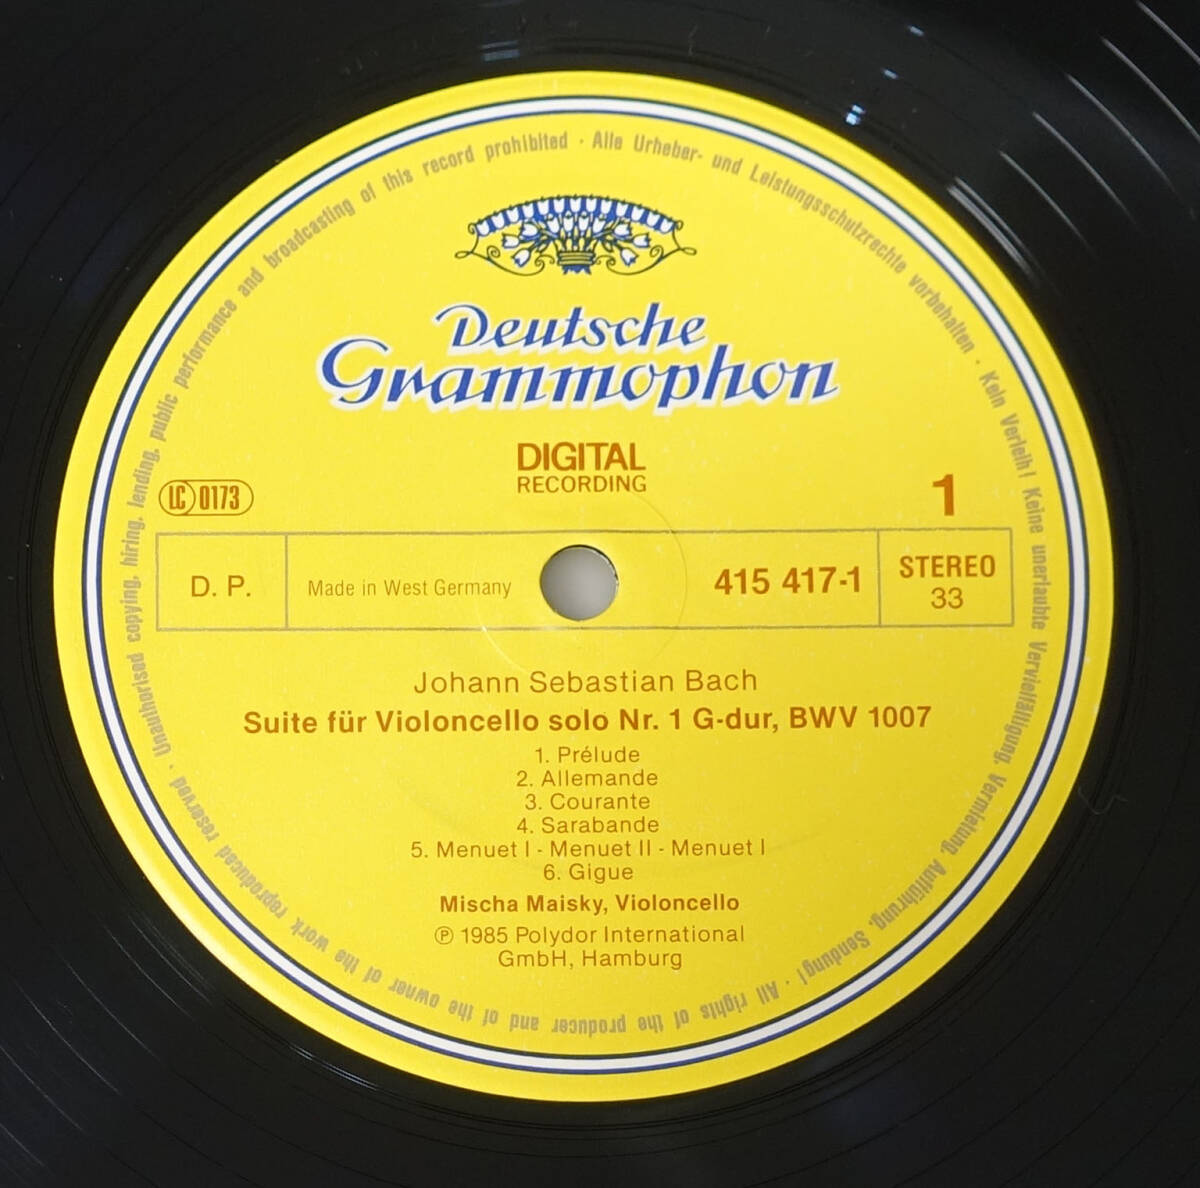 Alle Urheber- und Leistungsschutzrechte vorbehalten · Kein Verleih! Keine unerlaubte Vervielfältigung, Vermietung, Aufführung, Sendung! · All rights of the producer and of the owner of the work reproduced reserved · Unauthorised copying, hiring, lending, public performance and broadcasting of this record prohibited ·
Deutsche
Grammophon
DIGITAL
RECORDING
LC 0173
1
D. P.
Made in West Germany
415 417-1
STEREO
33
Johann Sebastian Bach
Suite für Violoncello solo Nr. 1 G-dur, BWV 1007
1. Prélude
2. Allemande
3. Courante
4. Sarabande
5. Menuet I - Menuet II - Menuet I
6. Gigue
Mischa Maisky, Violoncello
℗ 1985 Polydor International
GmbH, Hamburg